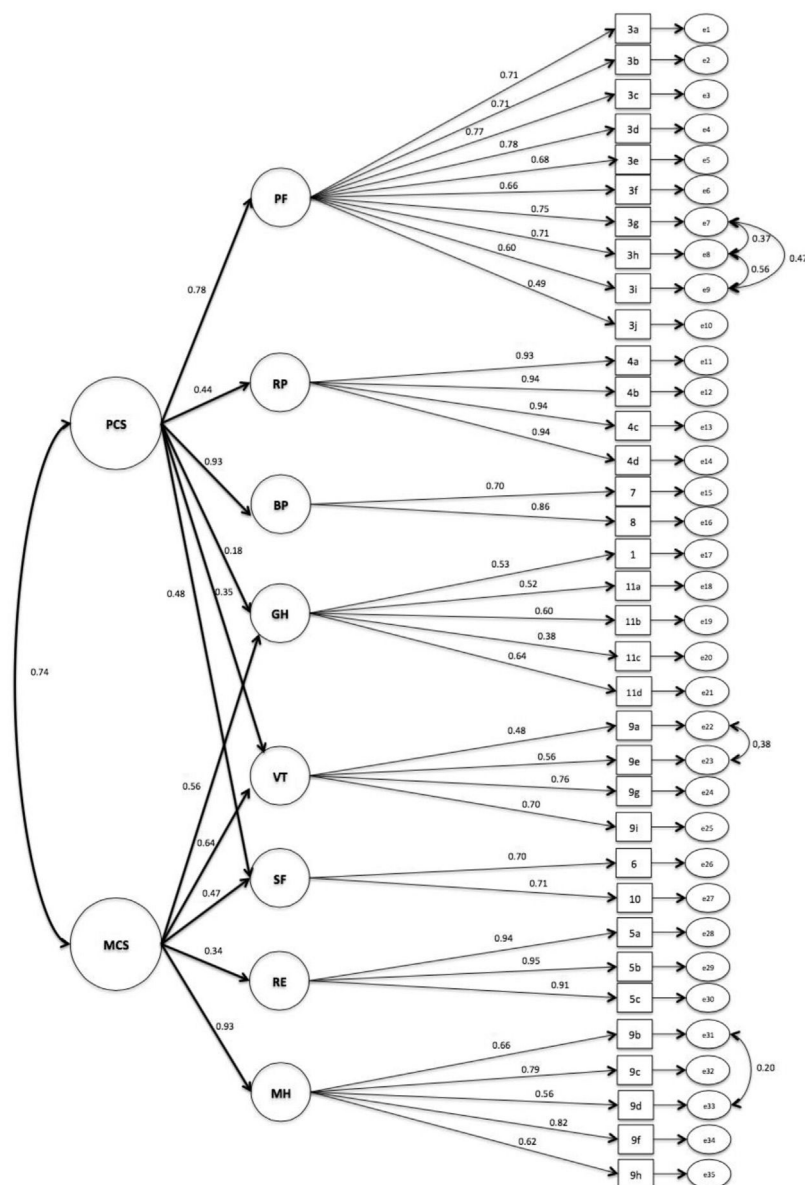 3a e1
3b e2
0.71
3c e3
0.71
0.77
3d e4
0.78
3e e5
0.68
PF
0.66
3f e6
0.75
3g e7
0.71
0.37
3h e8
0.47
0.60
0.56
3i e9
0.49
0.78
3j e10
0.93
4a e11
RP
0.44
0.94
4b e12
PCS
0.94
4c e13
0.94
4d e14
0.93
0.70
7 e15
BP
0.86
8 e16
0.18
0.53
1 e17
0.48
0.35
0.52
11a e18
GH
0.60
11b e19
0.38
11c e20
0.74
0.64
11d e21
0.48
9a e22
0,38
0.56
9e e23
VT
0.56
0.76
9g e24
0.70
9i e25
0.64
0.70
6 e26
SF
0.47
0.71
10 e27
MCS
0.94
5a e28
0.34
0.95
5b e29
RE
0.91
5c e30
0.93
0.66
9b e31
0.79
9c e32
0.20
MH
0.56
9d e33
0.82
9f e34
0.62
9h e35